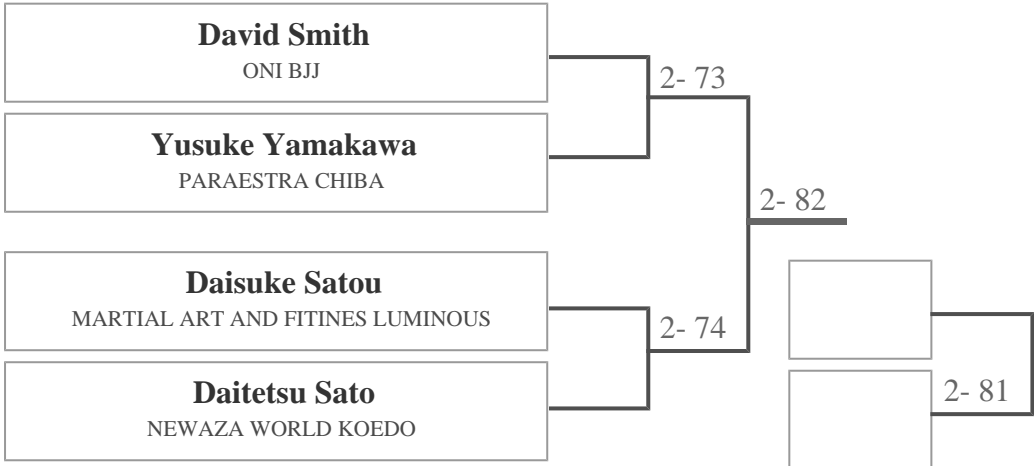 David Smith
ONI BJJ
2- 73
Yusuke Yamakawa
PARAESTRA CHIBA
2- 82
Daisuke Satou
MARTIAL ART AND FITINES LUMINOUS
2- 74
Daitetsu Sato
NEWAZA WORLD KOEDO
2- 81